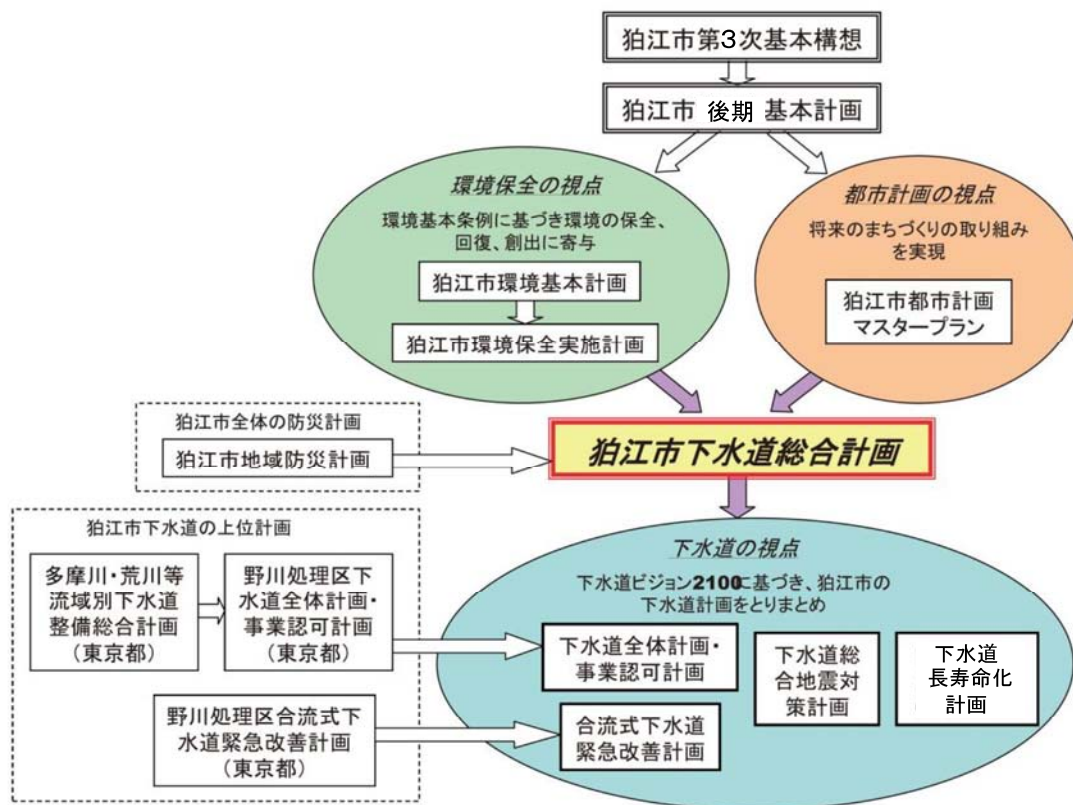 狛江市第3次基本構想
狛江市 後期 基本計画
環境保全の視点
環境基本条例に基づき環境の保全、
回復、創出に寄与
狛江市環境基本計画
狛江市環境保全実施計画
都市計画の視点
将来のまちづくりの取り組み
を実現
狛江市都市計画
マスタープラン
狛江市全体の防災計画
狛江市地域防災計画
狛江市下水道総合計画
狛江市下水道の上位計画
多摩川・荒川等
流域別下水道
整備総合計画
(東京都)
野川処理区下
水道全体計画・
事業認可計画
(東京都)
野川処理区合流式下
水道緊急改善計画
(東京都)
下水道の視点
下水道ビジョン2100に基づき、狛江市の
下水道計画をとりまとめ
下水道全体計画・
事業認可計画
下水道総
合地震対
策計画
下水道
長寿命化
計画
合流式下水道
緊急改善計画